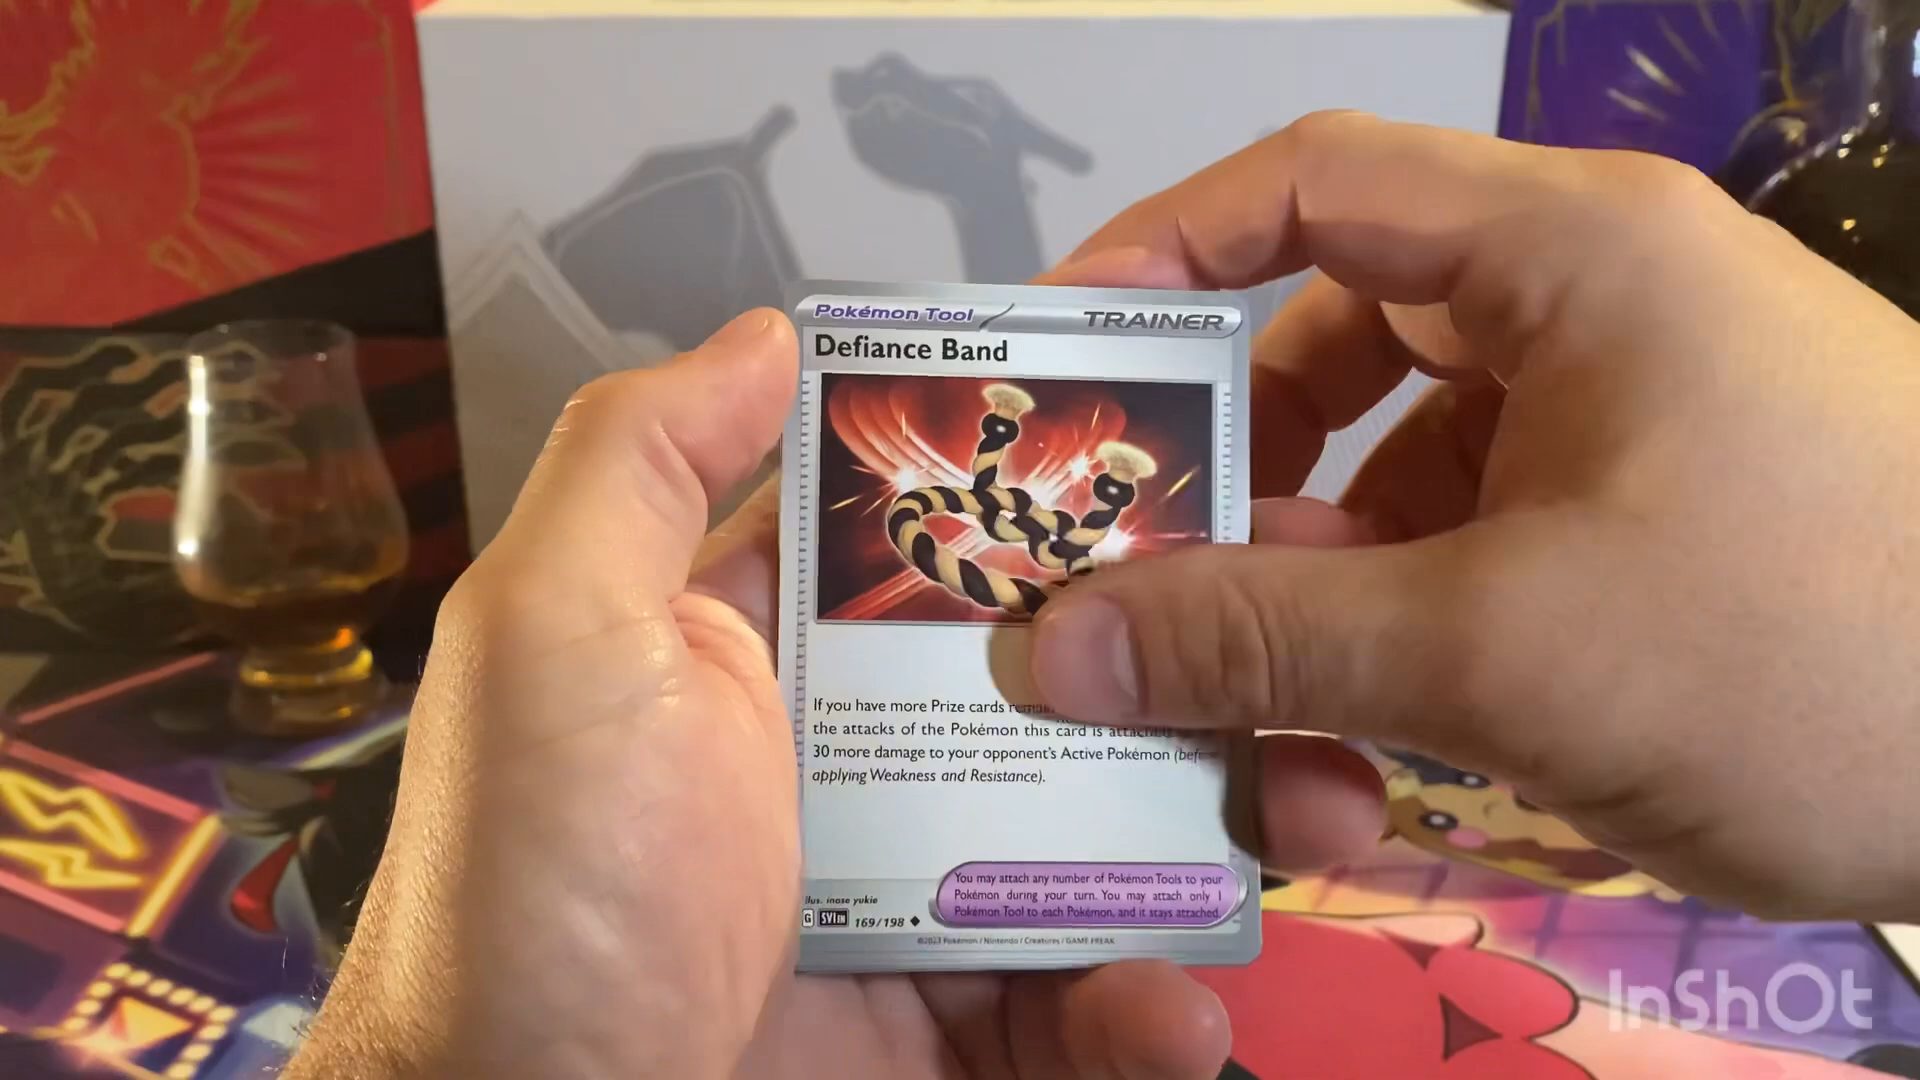 Pokémon Tool
TRAINER
Defiance Band
If you have more Prize cards
the attacks of the Pokémon this card is
30 more damage to your opponent's Active Pokémon
applying Weakness and Resistance).
You may attach any number of Pokémon Tools to your
Pokémon during your turn. You may attach only 1
Pokémon Tool to each Pokémon, and it stays attached.
Illus. inose yukie
G SVI EN 169/198
©2023 Pokémon / Nintendo / Creatures / GAME FREAK
InShOt